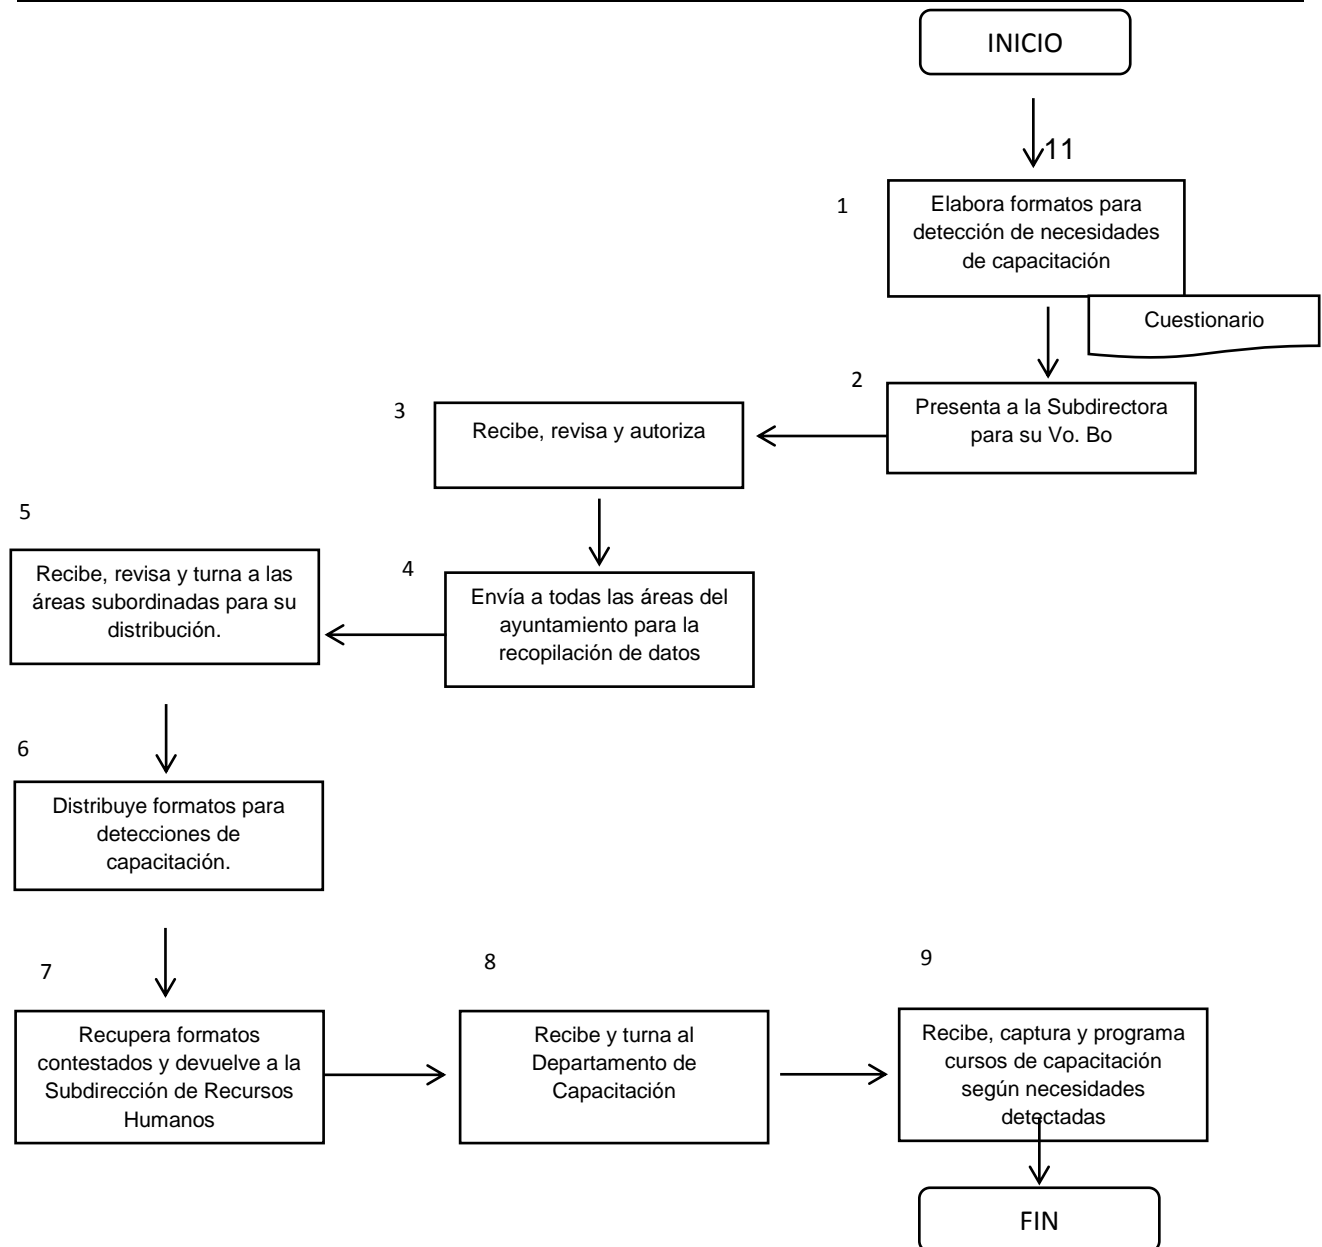 INICIO
11
1
Elabora formatos para
detección de necesidades
de capacitación
Cuestionario
2
Presenta a la Subdirectora
para su Vo. Bo
3
Recibe, revisa y autoriza
4
Envía a todas las áreas del
ayuntamiento para la
recopilación de datos
5
Recibe, revisa y turna a las
áreas subordinadas para su
distribución.
6
Distribuye formatos para
detecciones de
capacitación.
7
Recupera formatos
contestados y devuelve a la
Subdirección de Recursos
Humanos
8
Recibe y turna al
Departamento de
Capacitación
9
Recibe, captura y programa
cursos de capacitación
según necesidades
detectadas
FIN